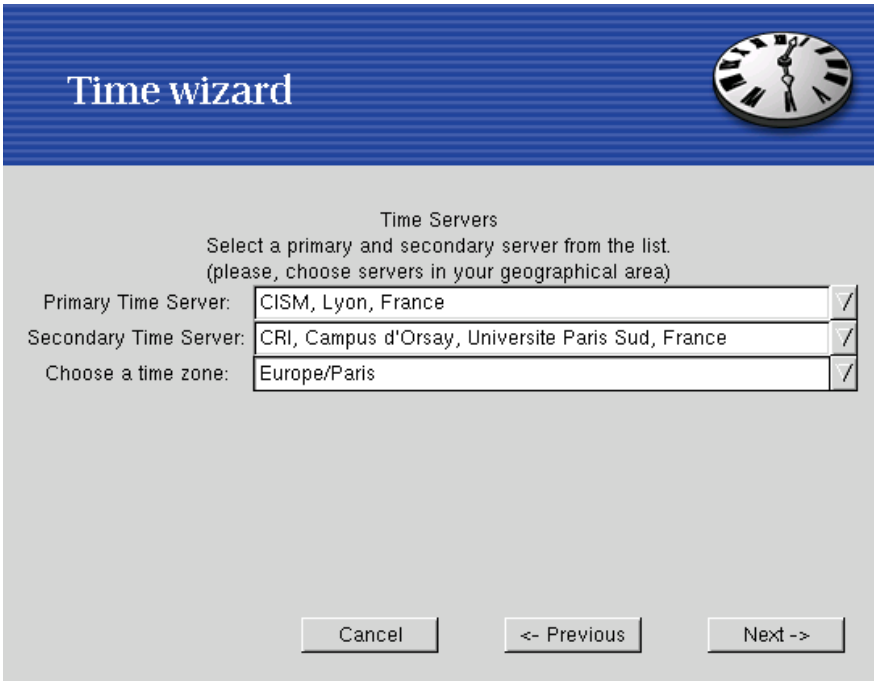 Time wizard
Time Servers
Select a primary and secondary server from the list.
(please, choose servers in your geographical area)
Primary Time Server: CISM, Lyon, France
Secondary Time Server: CRI, Campus d'Orsay, Universite Paris Sud, France
Choose a time zone: Europe/Paris
Cancel <- Previous Next ->